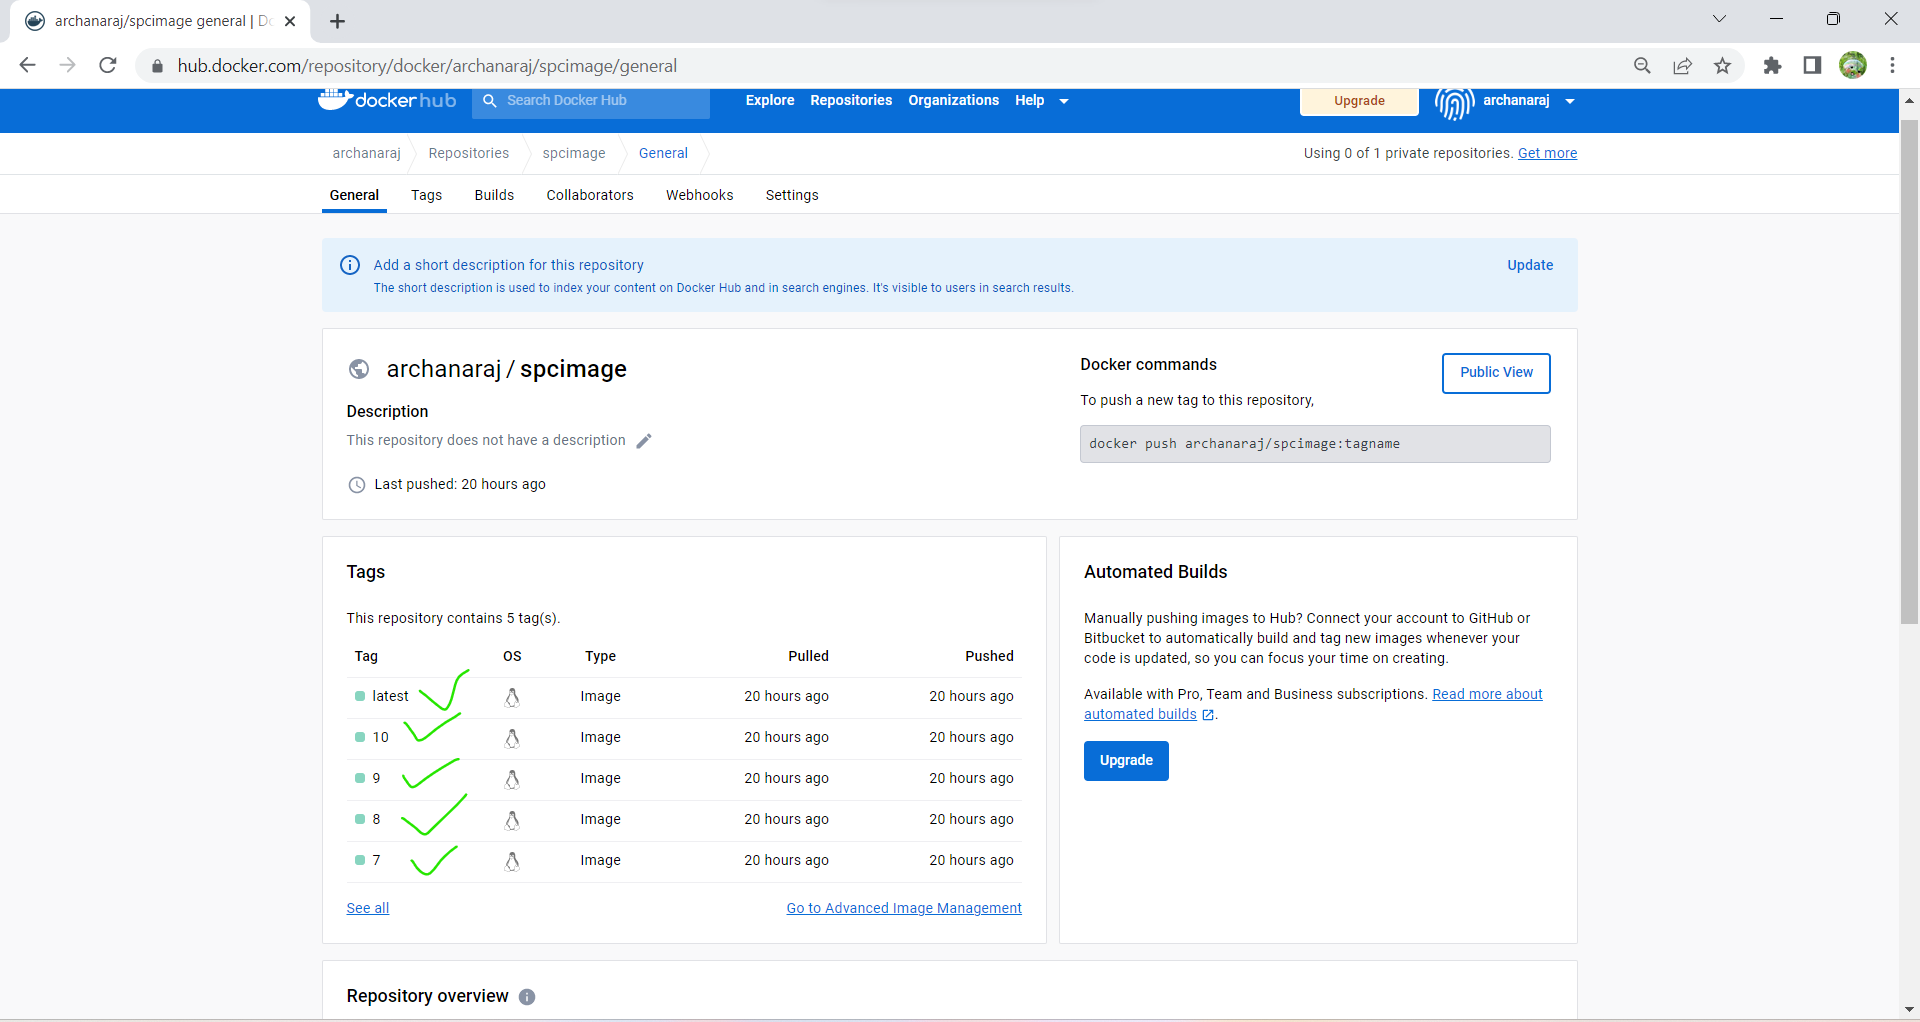 archanaraj/spcimage general | Do
hub.docker.com/repository/docker/archanaraj/spcimage/general
dockerhub
Search Docker Hub
Explore Repositories Organizations Help
Upgrade
archanaraj
archanaraj Repositories spcimage General
Using 0 of 1 private repositories. Get more
General Tags Builds Collaborators Webhooks Settings
Add a short description for this repository
Update
The short description is used to index your content on Docker Hub and in search engines. It's visible to users in search results.
archanaraj / spcimage
Description
This repository does not have a description
Last pushed: 20 hours ago
Docker commands
Public View
To push a new tag to this repository,
docker push archanaraj/spcimage:tagname
Tags
This repository contains 5 tag(s).
Tag OS Type Pulled Pushed
latest Image 20 hours ago 20 hours ago
10 Image 20 hours ago 20 hours ago
9 Image 20 hours ago 20 hours ago
8 Image 20 hours ago 20 hours ago
7 Image 20 hours ago 20 hours ago
See all
Go to Advanced Image Management
Automated Builds
Manually pushing images to Hub? Connect your account to GitHub or
Bitbucket to automatically build and tag new images whenever your
code is updated, so you can focus your time on creating.
Available with Pro, Team and Business subscriptions. Read more about
automated builds .
Upgrade
Repository overview